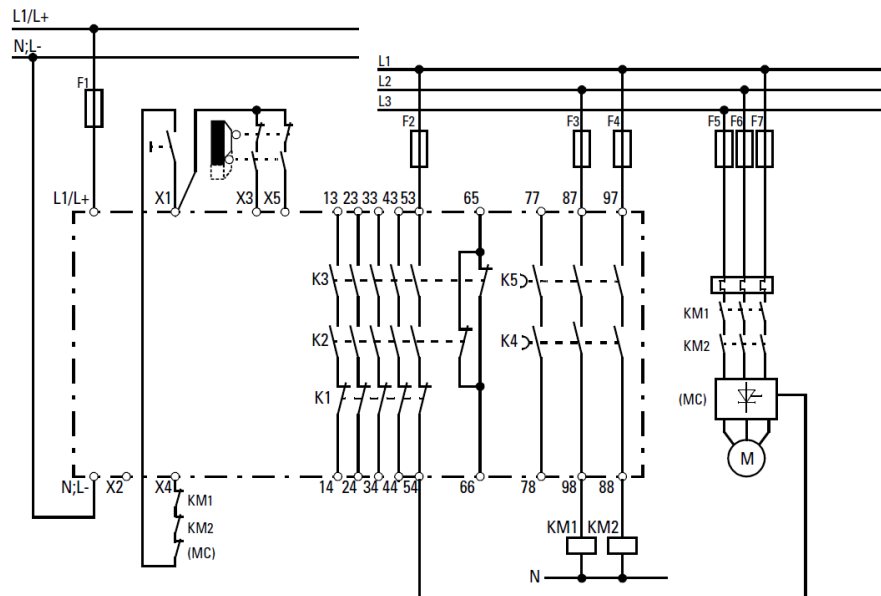 L1/L+
N;L-
L1
L2
L3
F1
F2
F3
F4
F5
F6
F7
L1/L+
X1
X3
X5
13
23
33
43
53
65
77
87
97
K3
K5
K2
K4
K1
KM1
KM2
(MC)
M
N;L-
X2
X4
14
24
34
44
54
66
78
98
88
KM1
KM2
(MC)
KM1
KM2
N